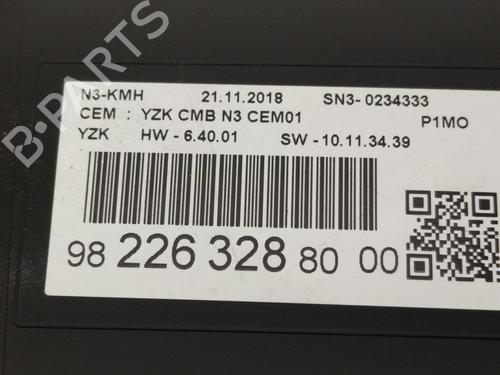 N3-KMH 21.11.2018 SN3- 0234333
CEM : YZK CMB N3 CEM01 P1MO
YZK HW - 6.40.01 SW - 10.11.34.39
98 226 328 80 00
B-PARTS